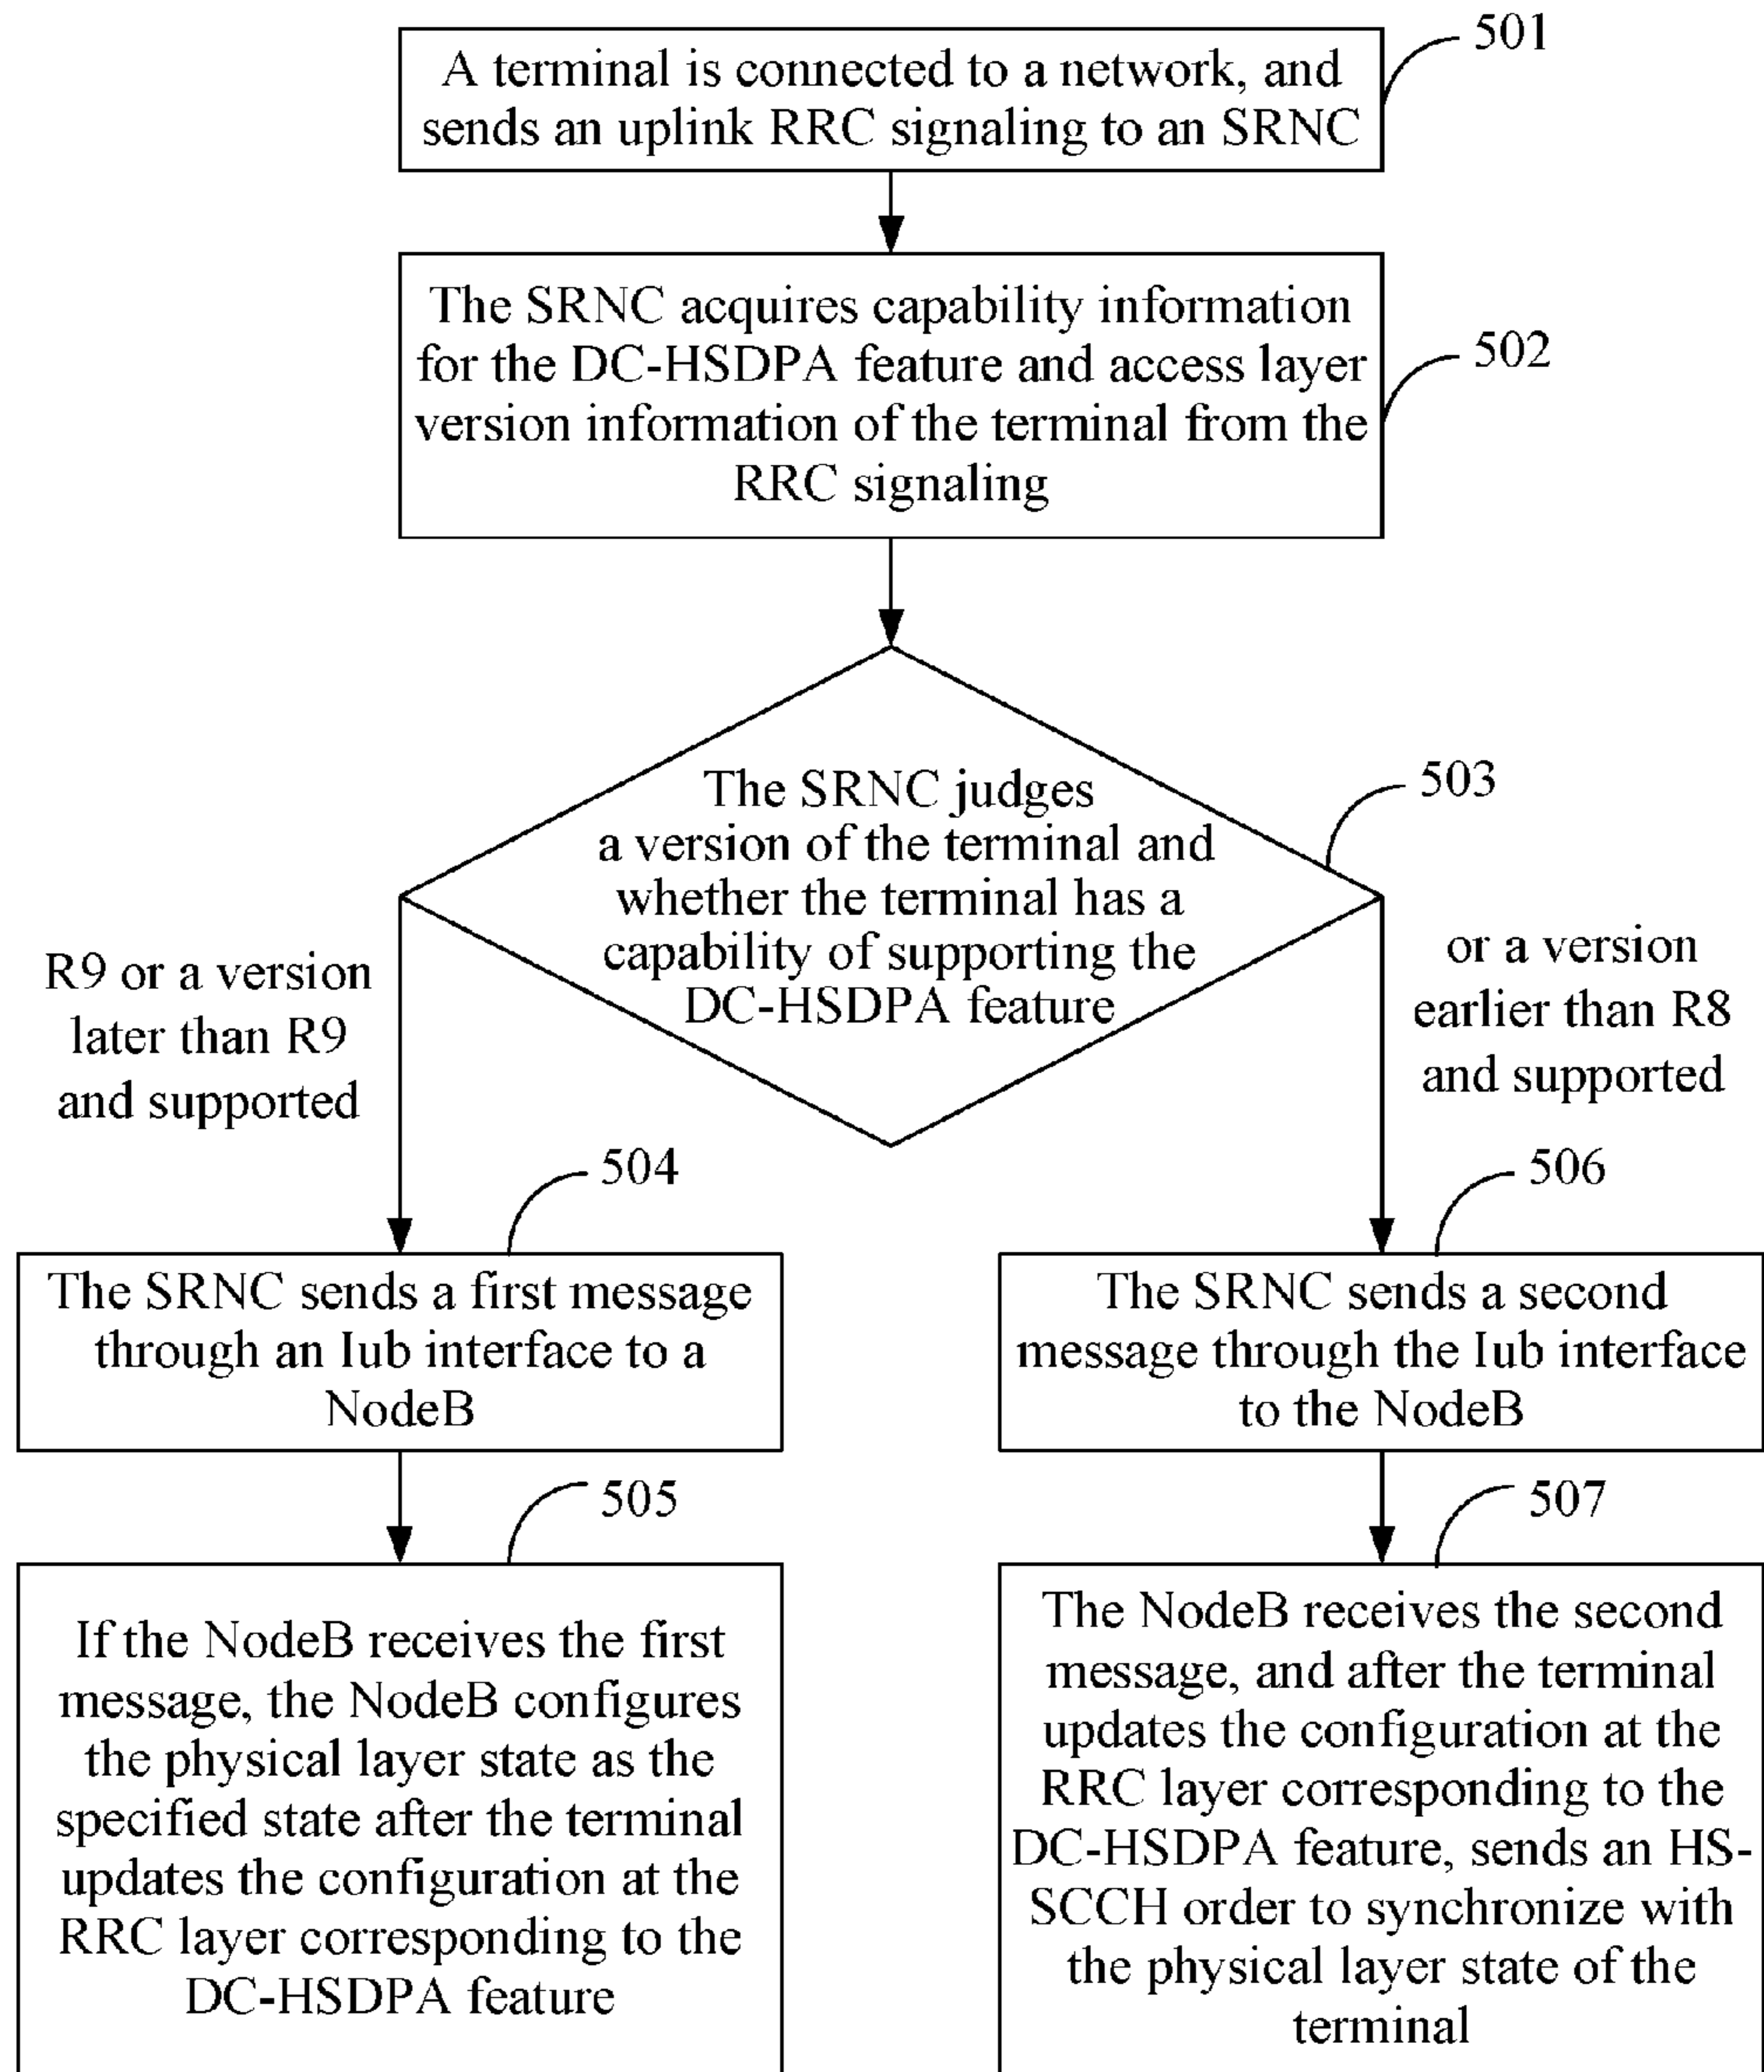 A terminal is connected to a network, and
sends an uplink RRC signaling to an SRNC
501
The SRNC acquires capability information
for the DC-HSDPA feature and access layer
version information of the terminal from the
RRC signaling
502
The SRNC judges
a version of the terminal and
whether the terminal has a
capability of supporting the
DC-HSDPA feature
503
R9 or a version
later than R9
and supported
or a version
earlier than R8
and supported
504
The SRNC sends a first message
through an Iub interface to a
NodeB
506
The SRNC sends a second
message through the Iub interface
to the NodeB
505
If the NodeB receives the first
message, the NodeB configures
the physical layer state as the
specified state after the terminal
updates the configuration at the
RRC layer corresponding to the
DC-HSDPA feature
507
The NodeB receives the second
message, and after the terminal
updates the configuration at the
RRC layer corresponding to the
DC-HSDPA feature, sends an HS-
SCCH order to synchronize with
the physical layer state of the
terminal